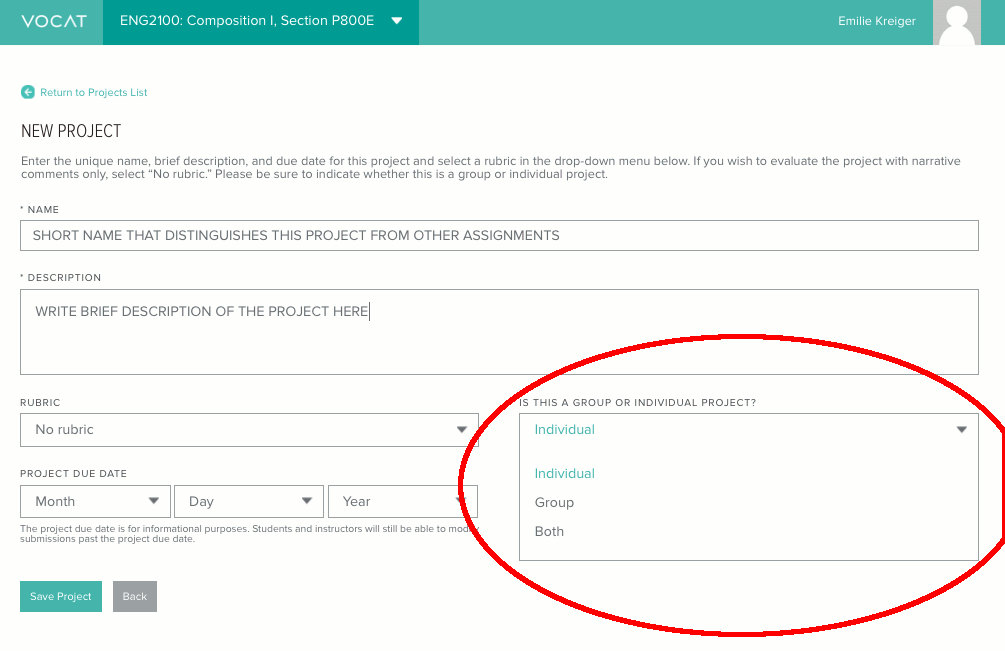 VOCAT
ENG2100: Composition I, Section P800E
Emilie Kreiger
Return to Projects List
NEW PROJECT
Enter the unique name, brief description, and due date for this project and select a rubric in the drop-down menu below. If you wish to evaluate the project with narrative
comments only, select “No rubric.” Please be sure to indicate whether this is a group or individual project.
* NAME
SHORT NAME THAT DISTINGUISHES THIS PROJECT FROM OTHER ASSIGNMENTS
* DESCRIPTION
WRITE BRIEF DESCRIPTION OF THE PROJECT HERE
RUBRIC
No rubric
PROJECT DUE DATE
Month
Day
Year
The project due date is for informational purposes. Students and instructors will still be able to modify
submissions past the project due date.
IS THIS A GROUP OR INDIVIDUAL PROJECT?
Individual
Individual
Group
Both
Save Project
Back